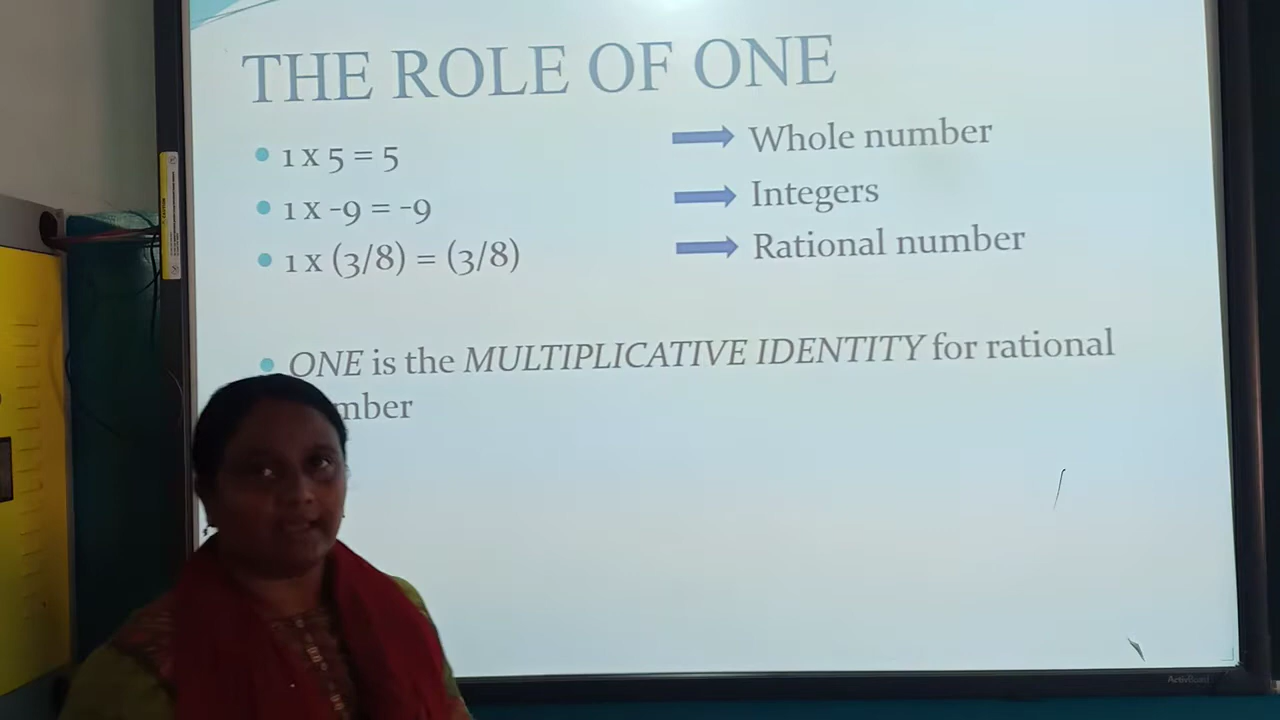 THE ROLE OF ONE
• 1 x 5 = 5 Whole number
• 1 x -9 = -9 Integers
• 1 x (3/8) = (3/8) Rational number
• ONE is the MULTIPLICATIVE IDENTITY for rational
mber
ActivBoard